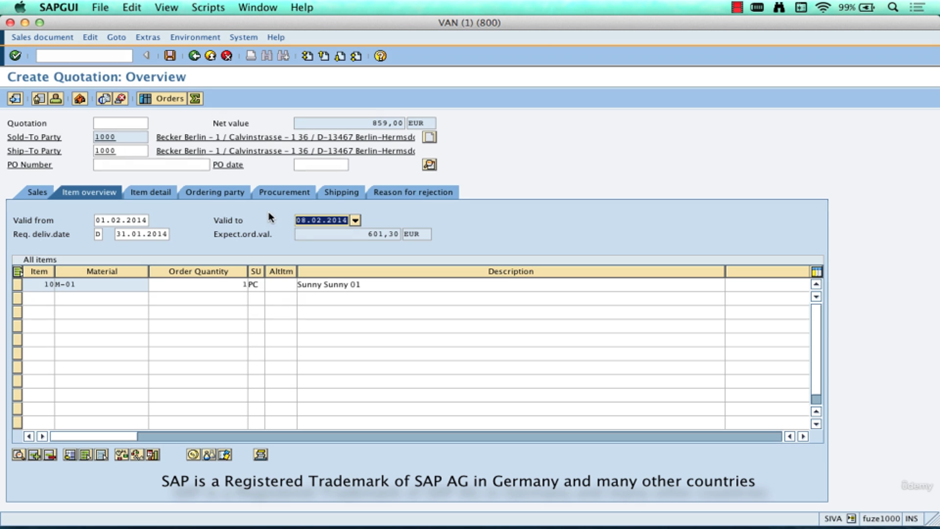 SAPGUI File Edit View Scripts Window Help 99%
VAN (1) (800)
Sales document Edit Goto Extras Environment System Help
Create Quotation: Overview
Orders
Quotation Net value 859,00 EUR
Sold-To Party 1000 Becker Berlin - 1 / Calvinstrasse - 1 36 / D-13467 Berlin-Hermsdo
Ship-To Party 1000 Becker Berlin - 1 / Calvinstrasse - 1 36 / D-13467 Berlin-Hermsdo
PO Number PO date
Sales Item overview Item detail Ordering party Procurement Shipping Reason for rejection
Valid from 01.02.2014 Valid to 08.02.2014
Req. deliv.date D 31.01.2014 Expect.ord.val. 601,30 EUR
All items
Item Material Order Quantity SU AltItm Description
10 M-01 1 PC Sunny Sunny 01
SAP is a Registered Trademark of SAP AG in Germany and many other countries
Udemy
SIVA fuze1000 INS